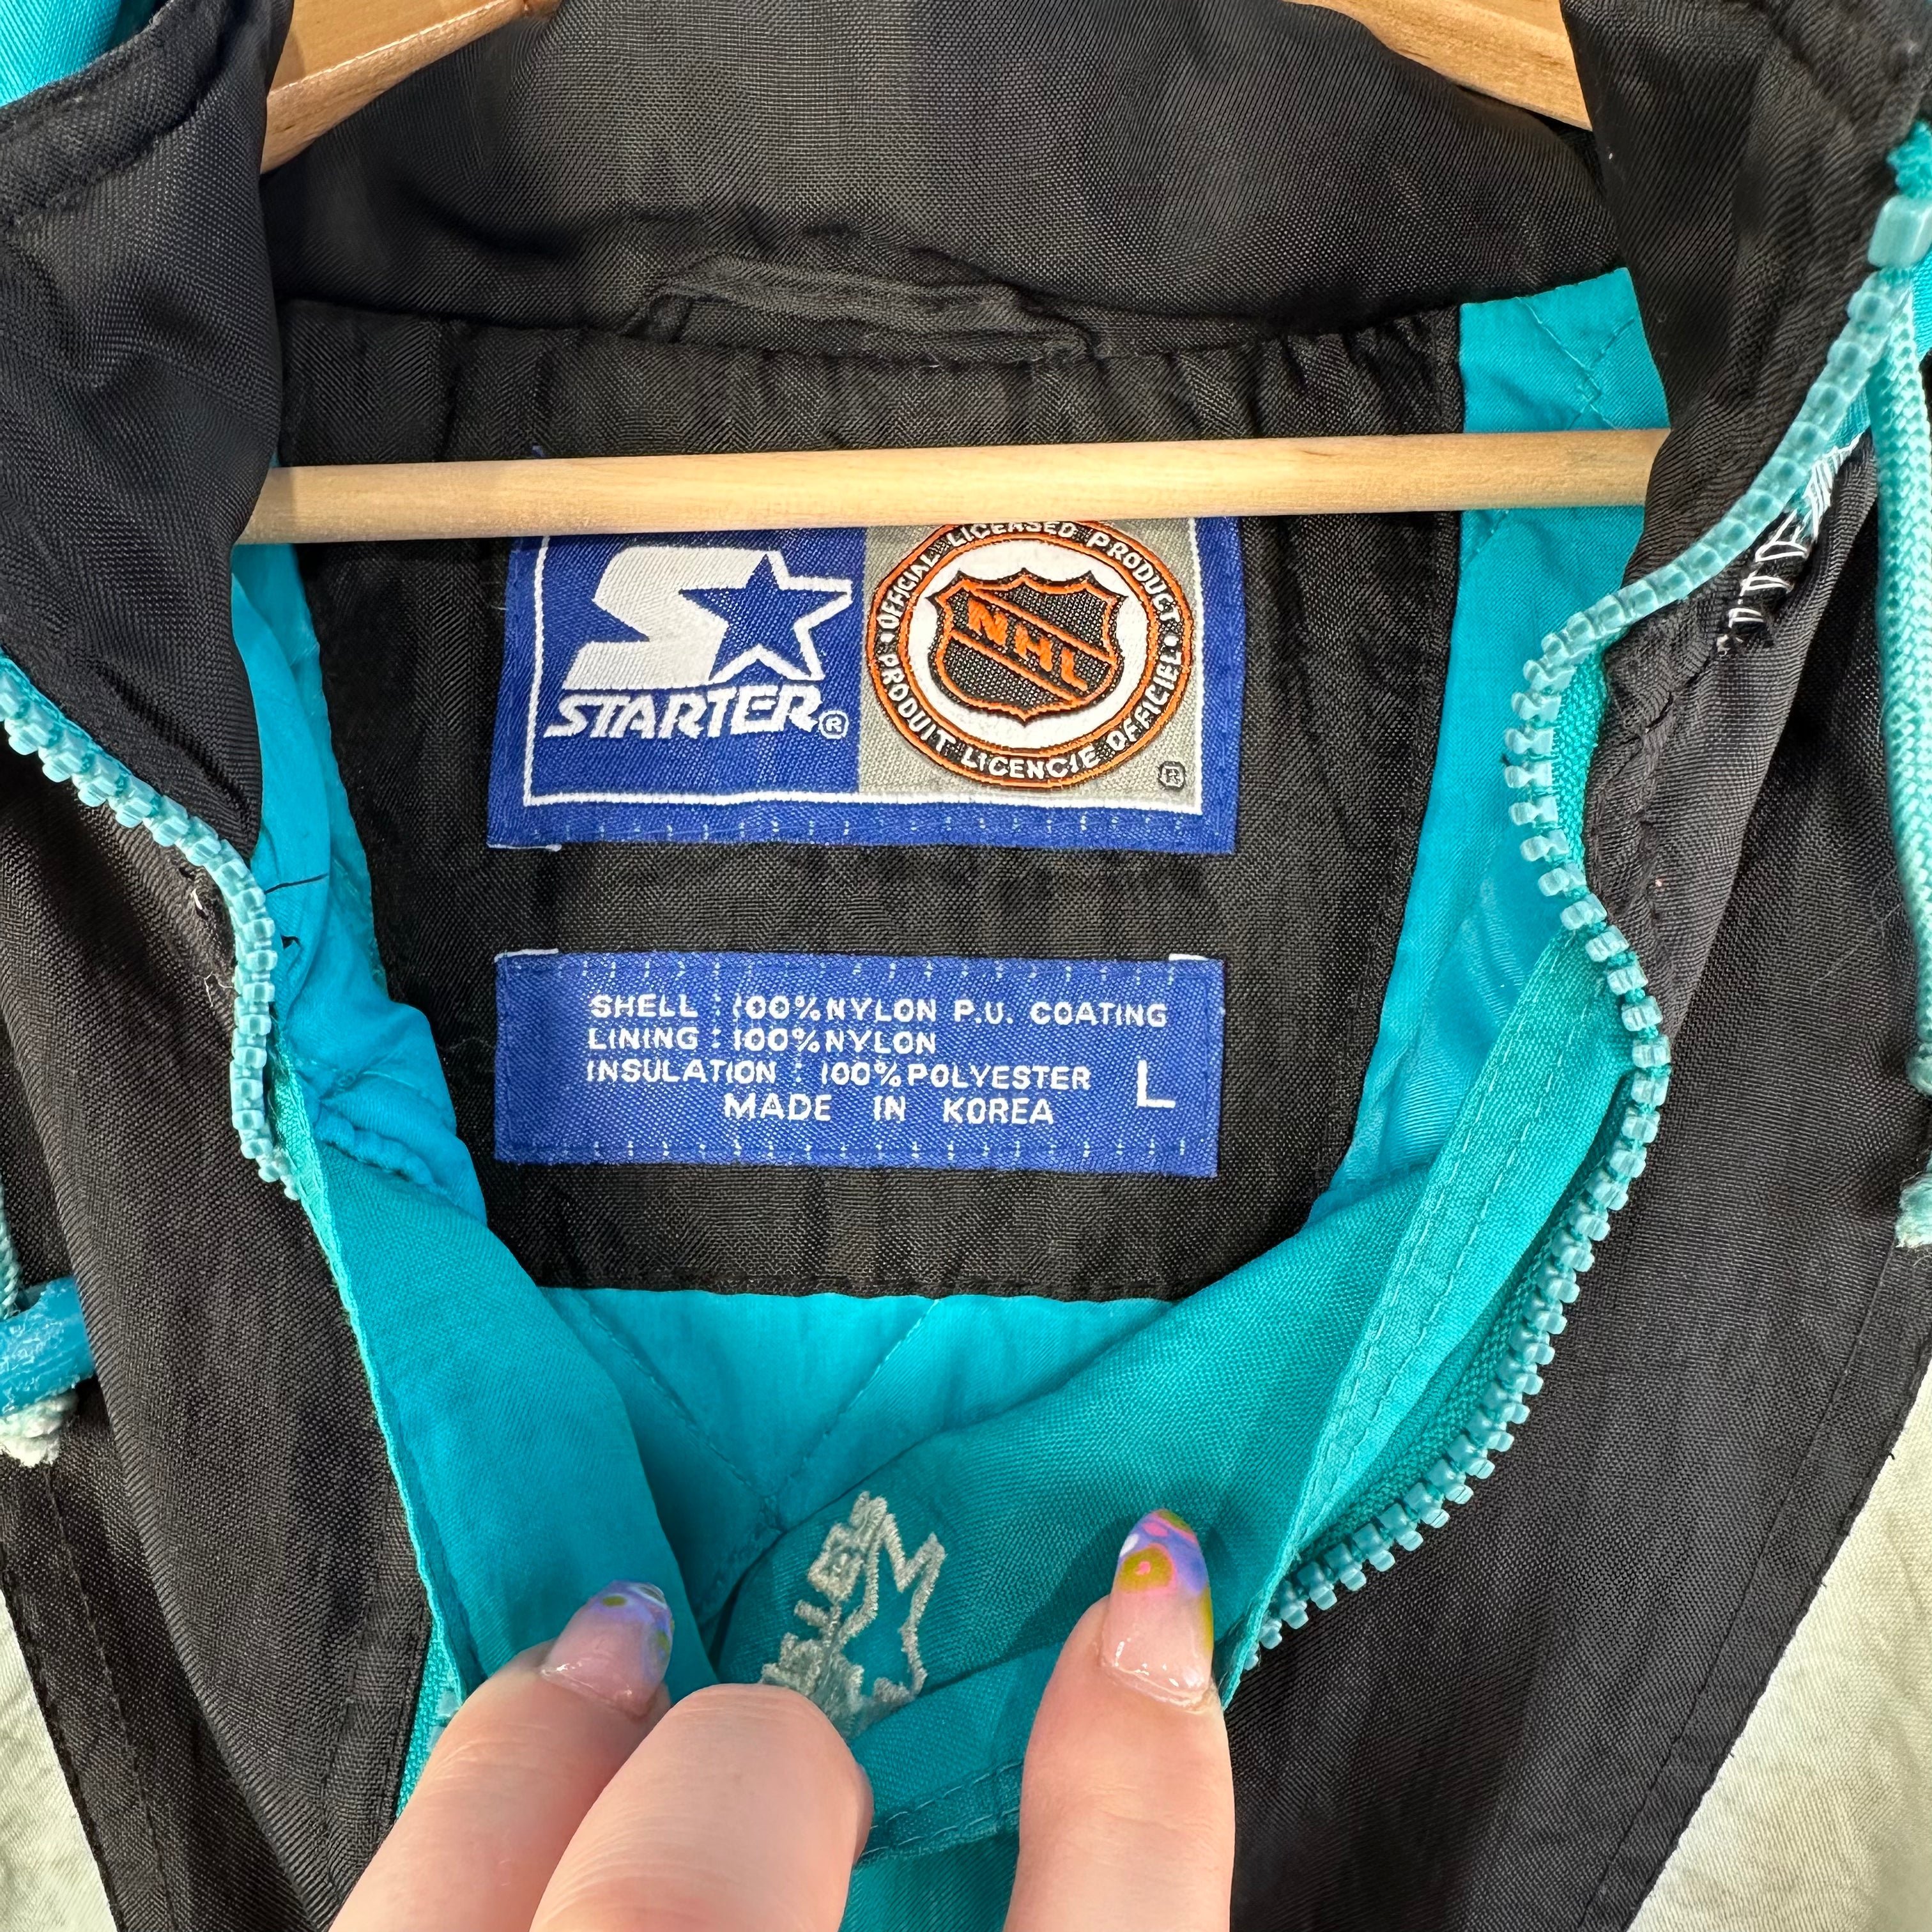 OFFICIAL LICENSED PRODUCT
NHL
PRODUIT LICENCIE OFFICIEL
®
STARTER®
SHELL : 100% NYLON P.U. COATING
LINING : 100% NYLON
INSULATION : 100% POLYESTER L
MADE IN KOREA